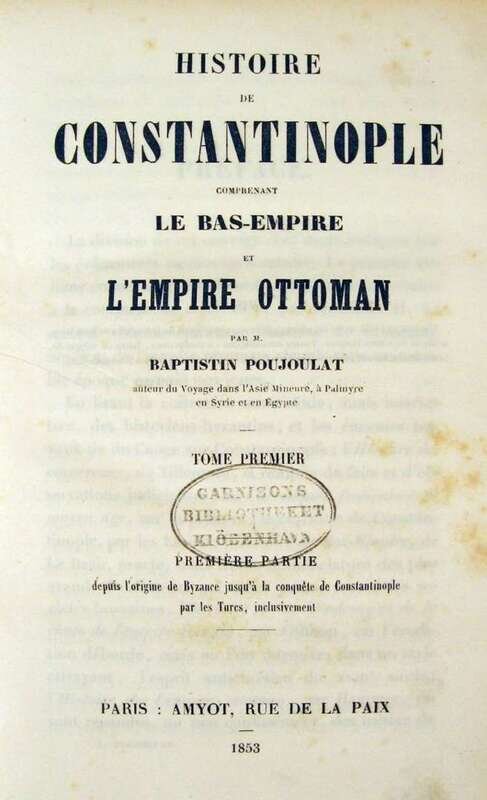 HISTOIRE
DE
CONSTANTINOPLE
COMPRENANT
LE BAS-EMPIRE
ET
L'EMPIRE OTTOMAN
PAR M.
BAPTISTIN POUJOULAT
auteur du Voyage dans l'Asie Mineure, à Palmyre
en Syrie et en Égypte
TOME PREMIER
GARNISONS
BIBLIOTHEKET
KIÖBENHAVN
PREMIÈRE PARTIE
depuis l'origine de Byzance jusqu'à la conquête de Constantinople
par les Turcs, inclusivement
PARIS : AMYOT, RUE DE LA PAIX
1853